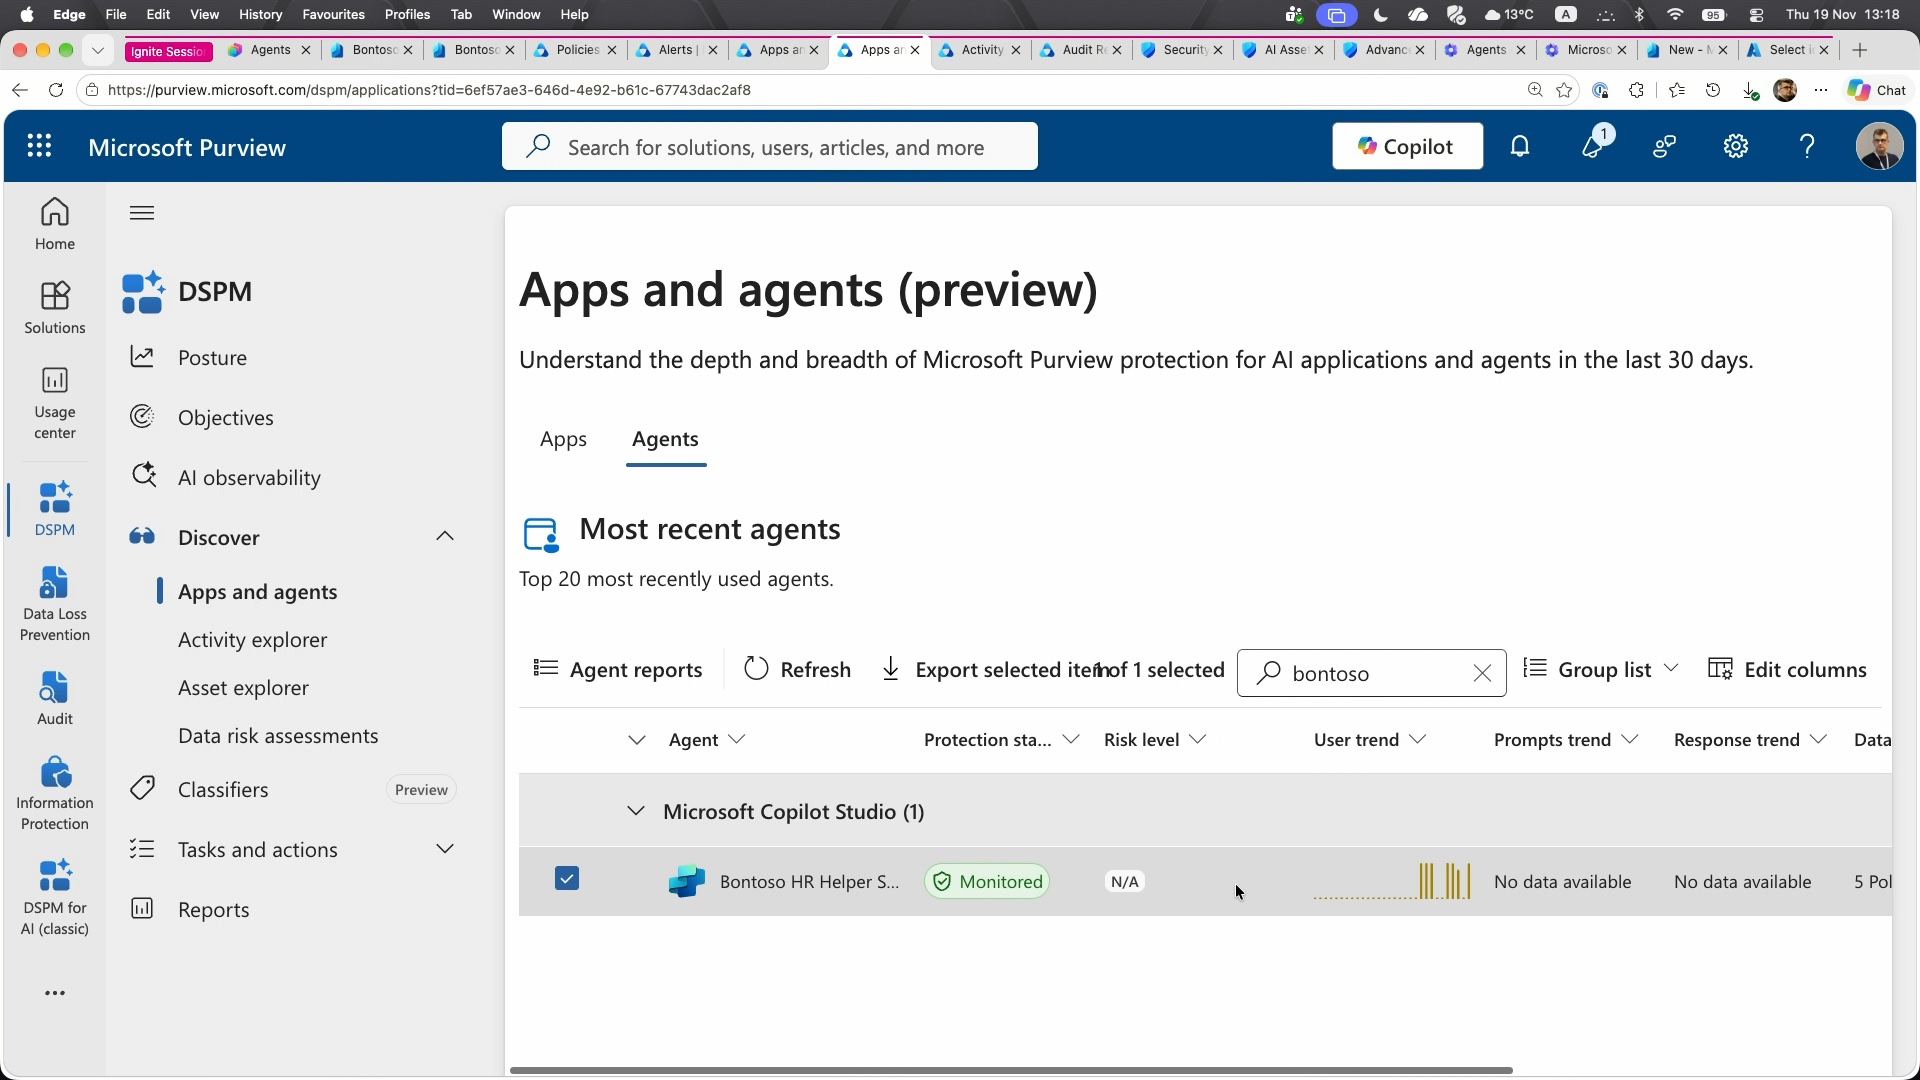 Edge File Edit View History Favourites Profiles Tab Window Help A 13°C 95 Thu 19 Nov 13:18
Ignite Sessio Agents Bontoso Bontoso Policies Alerts | Apps an Apps an Activity Audit Re Security AI Asse Advanc Agents Microso New - M Select i
https://purview.microsoft.com/dspm/applications?tid=6ef57ae3-646d-4e92-b61c-67743dac2af8 Chat
Microsoft Purview Search for solutions, users, articles, and more Copilot 1
Home
Solutions
Usage
center
DSPM
Data Loss
Prevention
Audit
Information
Protection
DSPM for
AI (classic)
DSPM
Posture
Objectives
AI observability
Discover
Apps and agents
Activity explorer
Asset explorer
Data risk assessments
Classifiers Preview
Tasks and actions
Reports
Apps and agents (preview)
Understand the depth and breadth of Microsoft Purview protection for AI applications and agents in the last 30 days.
Apps Agents
Most recent agents
Top 20 most recently used agents.
Agent reports Refresh Export selected item 1 of 1 selected bontoso Group list Edit columns
Agent Protection sta... Risk level User trend Prompts trend Response trend Data
Microsoft Copilot Studio (1)
Bontoso HR Helper S... Monitored N/A No data available No data available 5 Pol